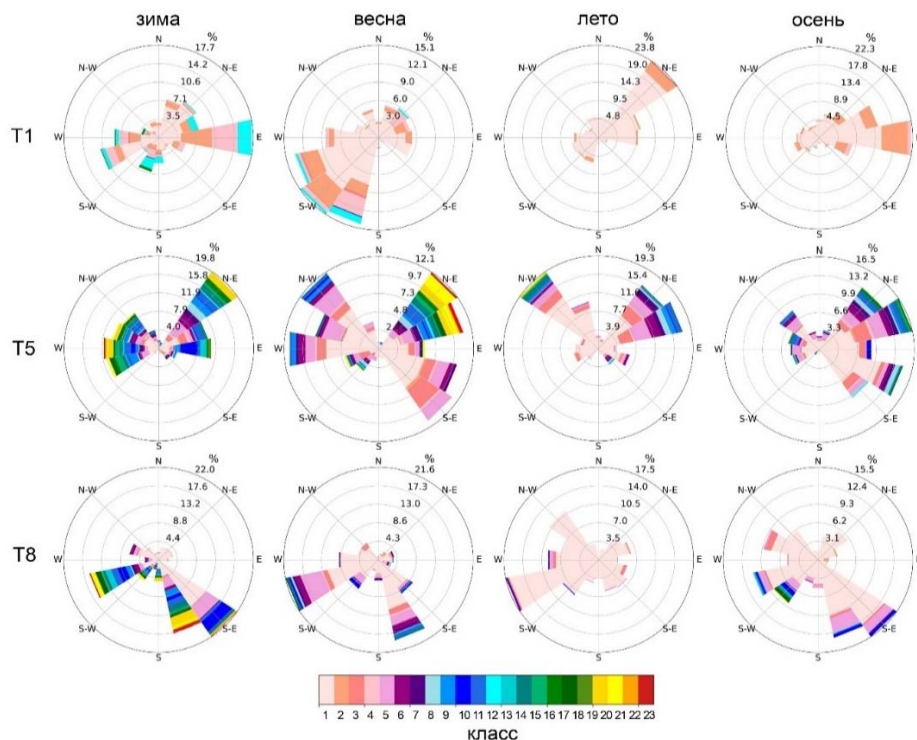 зима весна лето осень
T1
N N-E E S-E S S-W W N-W % 17.7 14.2 10.6 7.1 3.5
N N-E E S-E S S-W W N-W % 15.1 12.1 9.0 6.0 3.0
N N-E E S-E S S-W W N-W % 23.8 19.0 14.3 9.5 4.8
N N-E E S-E S S-W W N-W % 22.3 17.8 13.4 8.9 4.5
T5
N N-E E S-E S S-W W N-W % 19.8 15.8 11.9 7.9 4.0
N N-E E S-E S S-W W N-W % 12.1 9.7 7.3 4.8
N N-E E S-E S S-W W N-W % 19.3 15.4 7.7 3.9
N N-E E S-E S S-W W N-W % 16.5 13.2 9.9 6.6 3.3
T8
N N-E E S-E S S-W W N-W % 22.0 17.6 13.2 8.8 4.4
N N-E E S-E S S-W W N-W % 21.6 17.3 13.0 8.6 4.3
N N-E E S-E S S-W W N-W % 17.5 14.0 10.5 7.0 3.5
N N-E E S-E S S-W W N-W % 15.5 12.4 9.3 6.2 3.1
1 2 3 4 5 6 7 8 9 10 11 12 13 14 15 16 17 18 19 20 21 22 23
класс